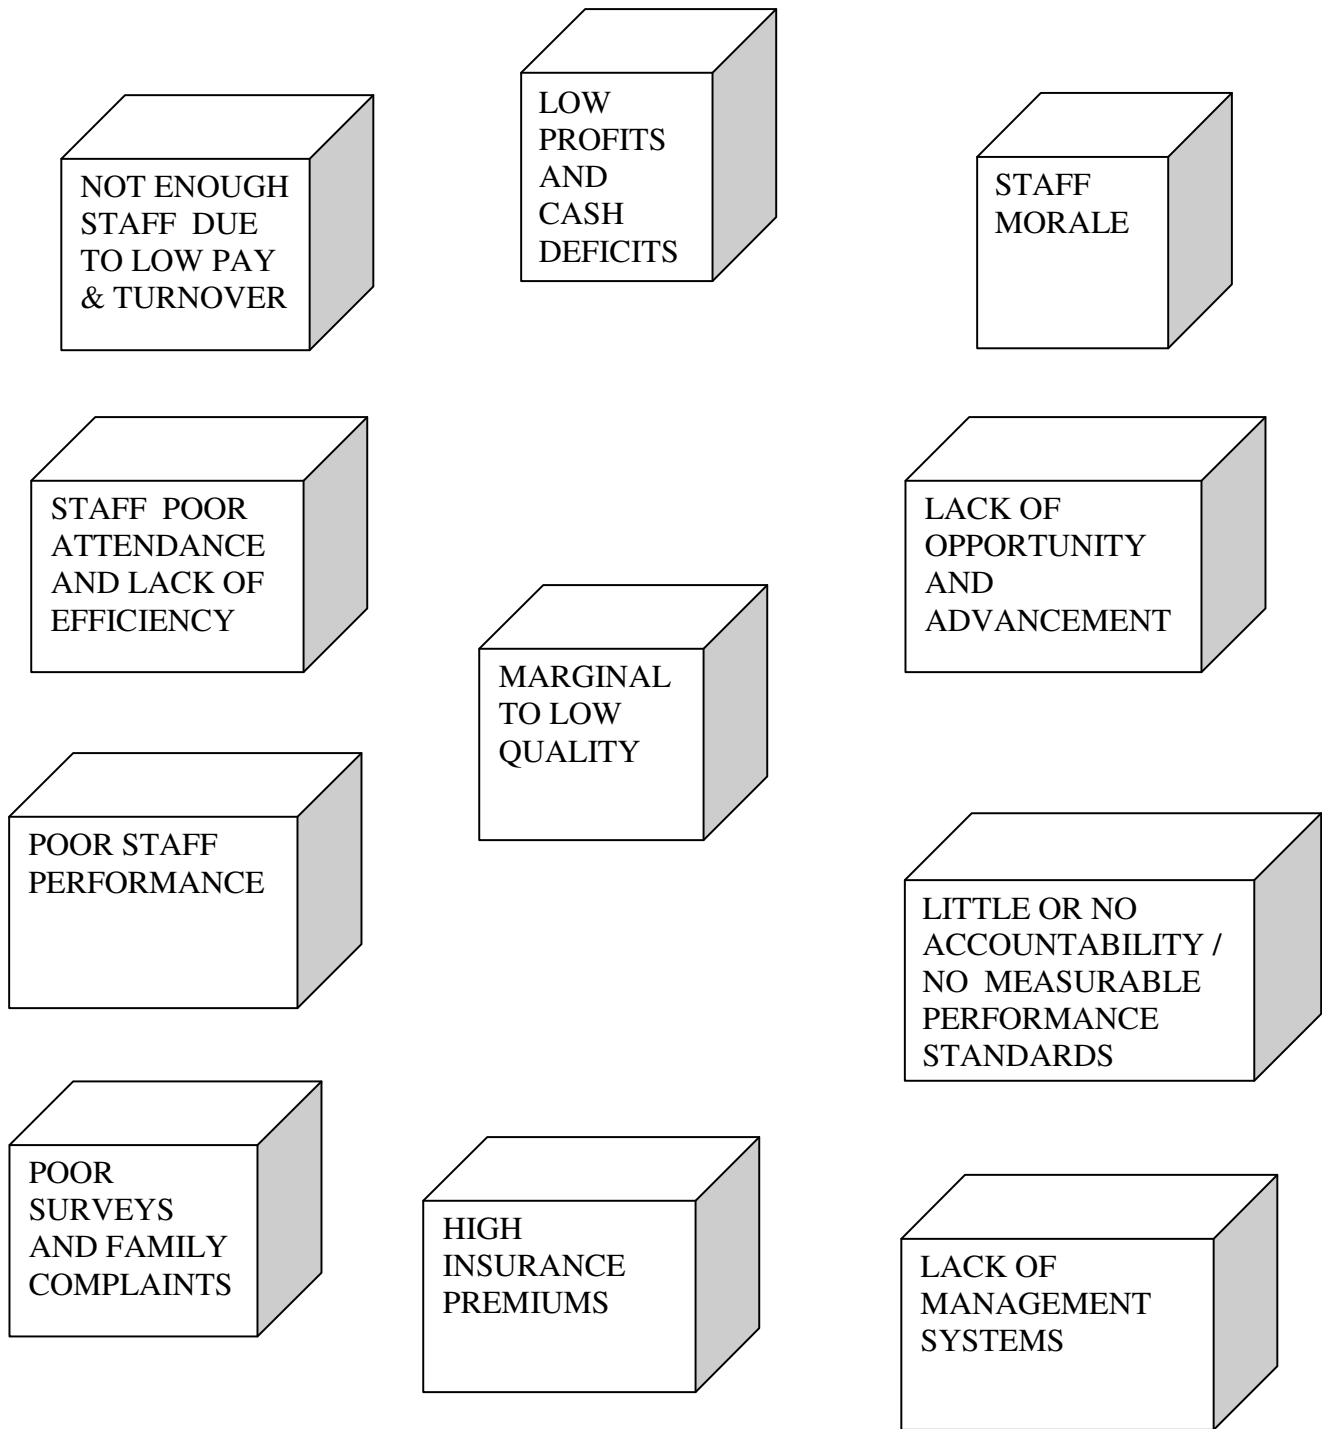 LOW
PROFITS
AND
CASH
DEFICITS
NOT ENOUGH
STAFF  DUE
TO LOW PAY
& TURNOVER
STAFF
MORALE
STAFF  POOR
ATTENDANCE
AND LACK OF
EFFICIENCY
LACK OF
OPPORTUNITY
AND
ADVANCEMENT
MARGINAL
TO LOW
QUALITY
POOR STAFF
PERFORMANCE
LITTLE OR NO
ACCOUNTABILITY /
NO  MEASURABLE
PERFORMANCE
STANDARDS
POOR
SURVEYS
AND FAMILY
COMPLAINTS
HIGH
INSURANCE
PREMIUMS
LACK OF
MANAGEMENT
SYSTEMS